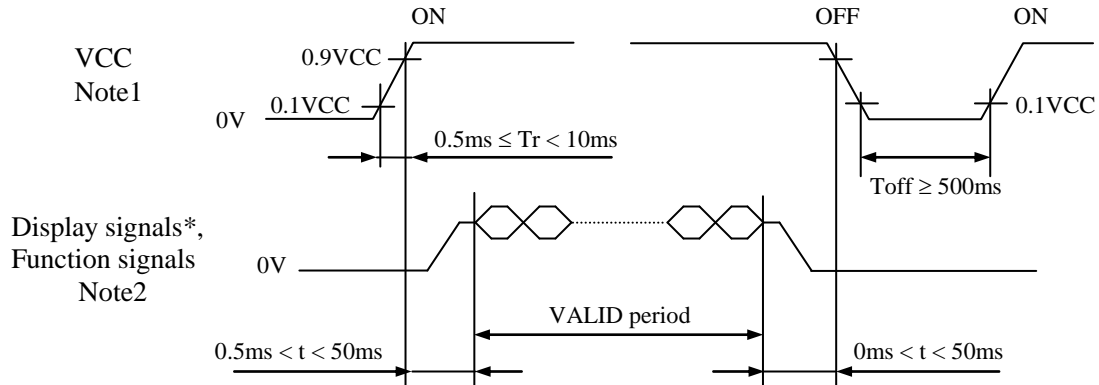 ON
OFF
ON
VCC
Note1
0.9VCC
0.1VCC
0V
0.1VCC
0.5ms ≤ Tr < 10ms
Toff ≥ 500ms
Display signals*,
Function signals
Note2
0V
VALID period
0.5ms < t < 50ms
0ms < t < 50ms